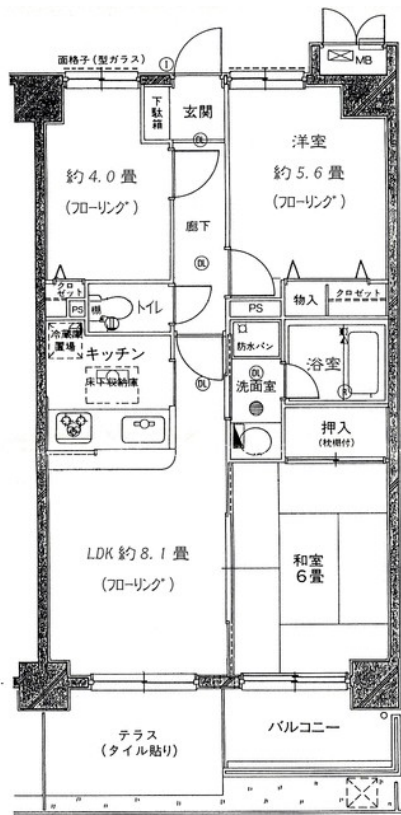 面格子(型ガラス)
①
MB
下駄箱
玄関
DL
洋室
約5.6畳
(フローリング)
約4.0畳
(フローリング)
廊下
DL
クロゼット
PS
棚
トイレ
PS
物入
クロゼット
冷蔵庫置場
キッチン
床下収納庫
DL
防水パン
DL
洗面室
浴室
押入
(枕棚付)
LDK 約8.1畳
(フローリング)
和室
6畳
テラス
(タイル貼り)
バルコニー